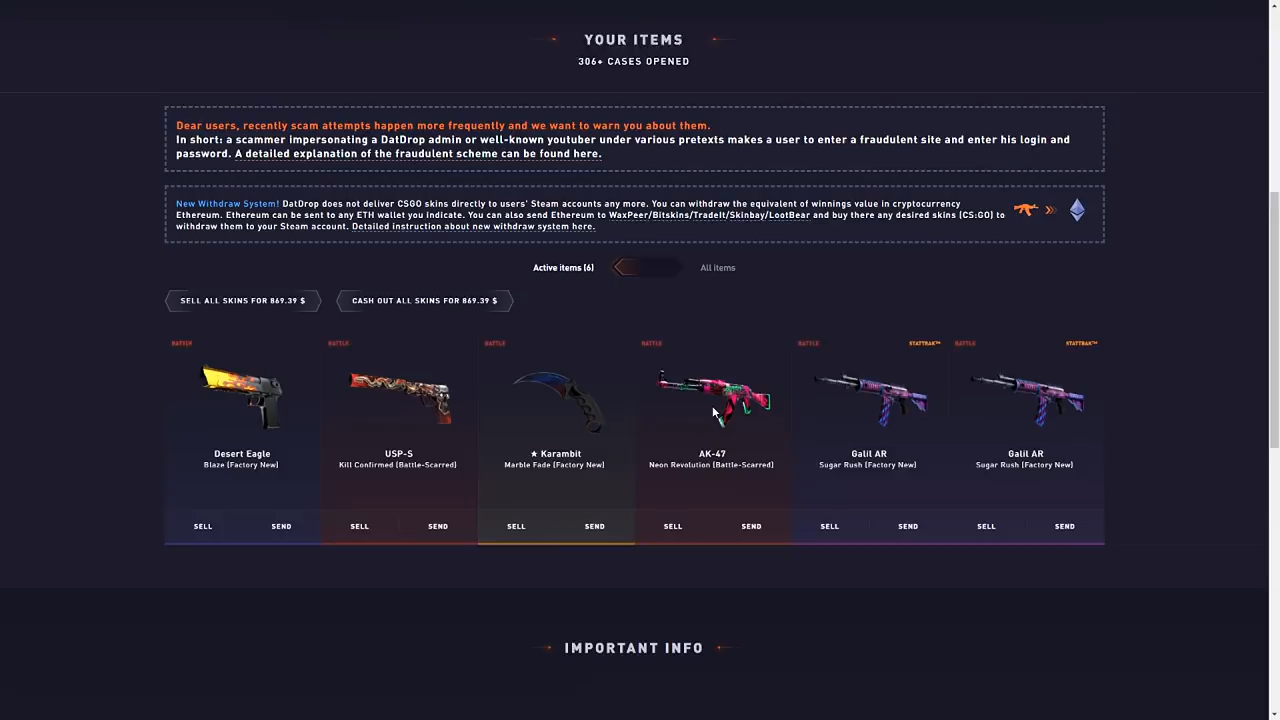 YOUR ITEMS
306+ CASES OPENED
Dear users, recently scam attempts happen more frequently and we want to warn you about them.
In short: a scammer impersonating a DatDrop admin or well-known youtuber under various pretexts makes a user to enter a fraudulent site and enter his login and
password. A detailed explanation of the fraudulent scheme can be found here.
New Withdraw System! DatDrop does not deliver CSGO skins directly to users' Steam accounts any more. You can withdraw the equivalent of winnings value in cryptocurrency
Ethereum. Ethereum can be sent to any ETH wallet you indicate. You can also send Ethereum to WaxPeer/Bitskins/TradeIt/Skinbay/LootBear and buy there any desired skins (CS:GO) to
withdraw them to your Steam account. Detailed instruction about new withdraw system here.
Active items (6) All items
SELL ALL SKINS FOR 869.39 $ CASH OUT ALL SKINS FOR 869.39 $
BATTLE BATTLE BATTLE BATTLE BATTLE STATTRAK™ BATTLE STATTRAK™
Desert Eagle USP-S ★ Karambit AK-47 Galil AR Galil AR
Blaze (Factory New) Kill Confirmed (Battle-Scarred) Marble Fade (Factory New) Neon Revolution (Battle-Scarred) Sugar Rush (Factory New) Sugar Rush (Factory New)
SELL SEND SELL SEND SELL SEND SELL SEND SELL SEND SELL SEND
IMPORTANT INFO